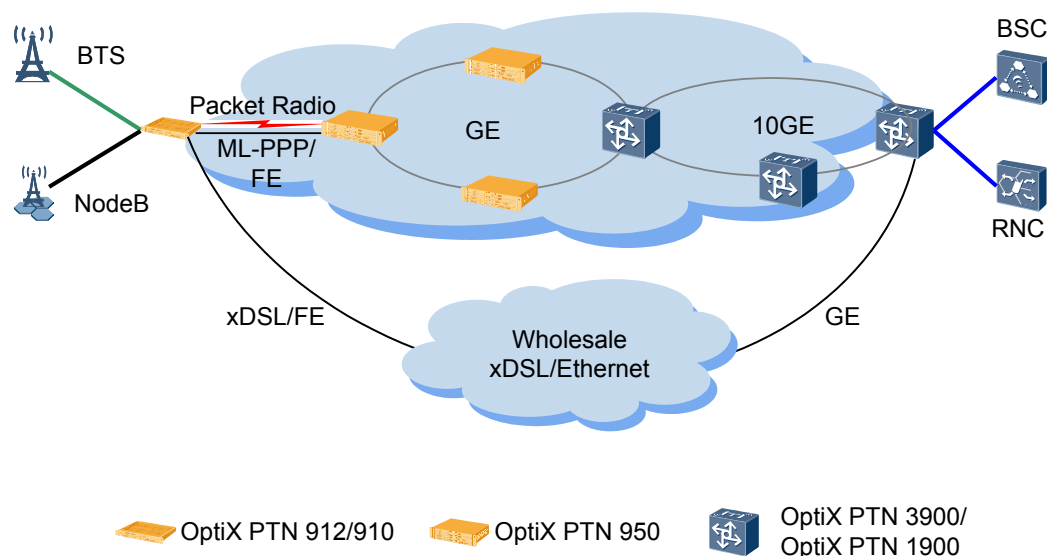 BTS
BSC
Packet Radio
GE
10GE
ML-PPP/
FE
NodeB
RNC
xDSL/FE
GE
Wholesale
xDSL/Ethernet
OptiX PTN 912/910
OptiX PTN 950
OptiX PTN 3900/
OptiX PTN 1900